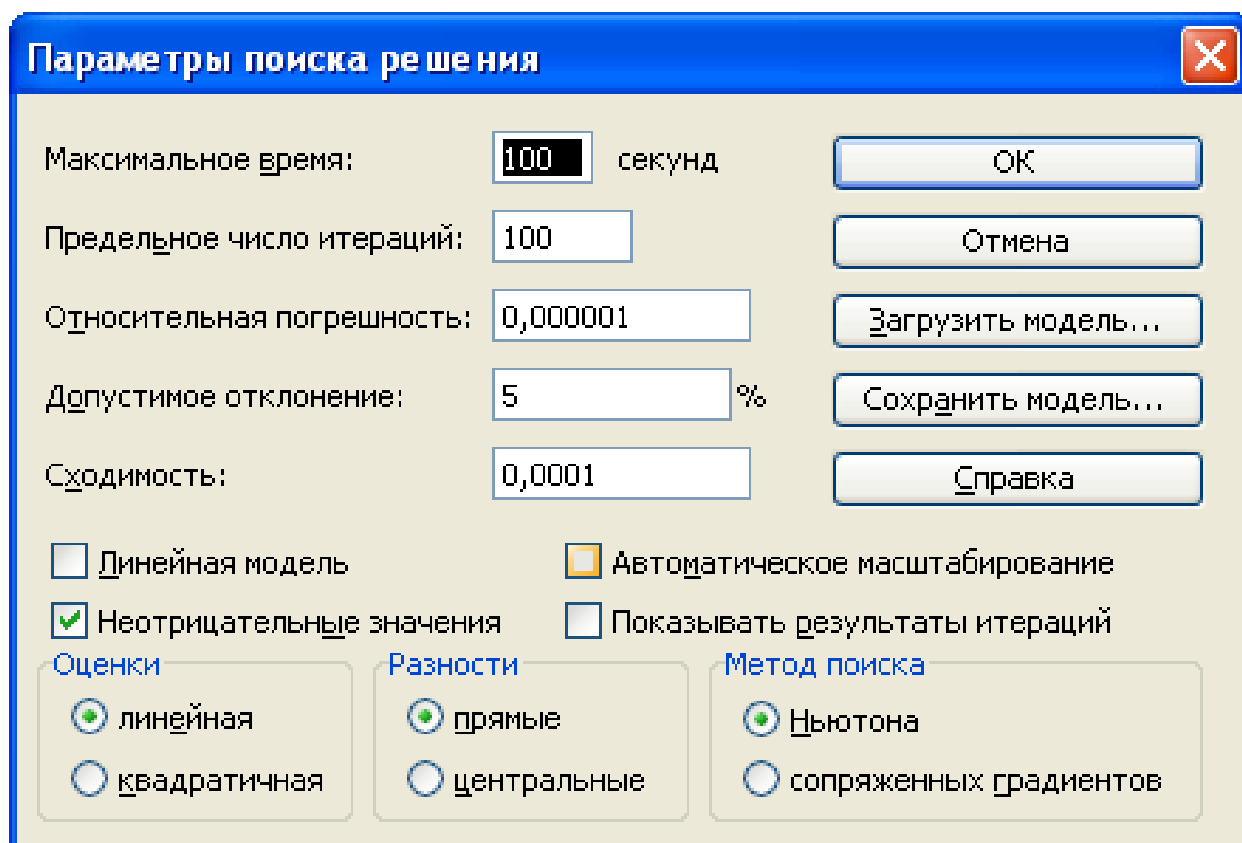 Параметры поиска решения
Максимальное время: 100 секунд OK
Предельное число итераций: 100 Отмена
Относительная погрешность: 0,000001 Загрузить модель...
Допустимое отклонение: 5 % Сохранить модель...
Сходимость: 0,0001 Справка
Линейная модель Автоматическое масштабирование
Неотрицательные значения Показывать результаты итераций
Оценки Разности Метод поиска
линейная прямые Ньютона
квадратичная центральные сопряженных градиентов